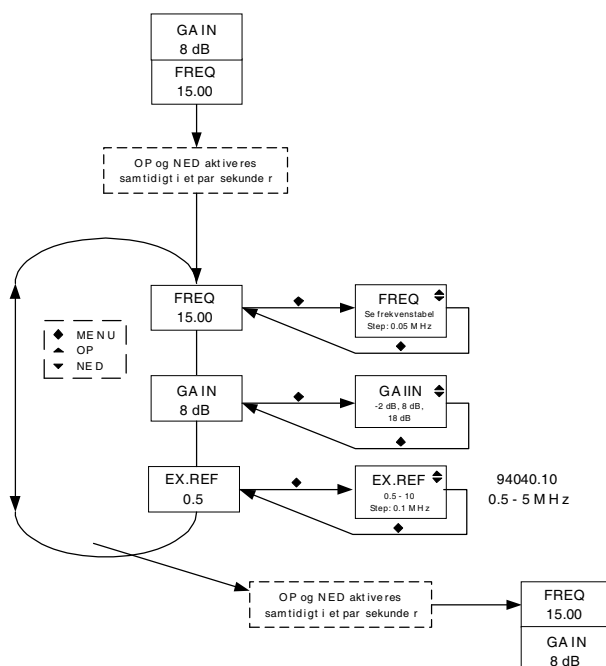 GAIN
8 dB
FREQ
15.00
OP og NED aktiveres
samtidigt i et par sekunder
FREQ
15.00
FREQ
Se frekvenstabel
Step: 0.05 MHz
MENU
OP
NED
GAIN
8 dB
GAIIN
-2 dB, 8 dB,
18 dB
EX.REF
0.5
EX.REF
0.5 - 10
Step: 0.1 MHz
94040.10
0.5 - 5 MHz
OP og NED aktiveres
samtidigt i et par sekunder
FREQ
15.00
GAIN
8 dB